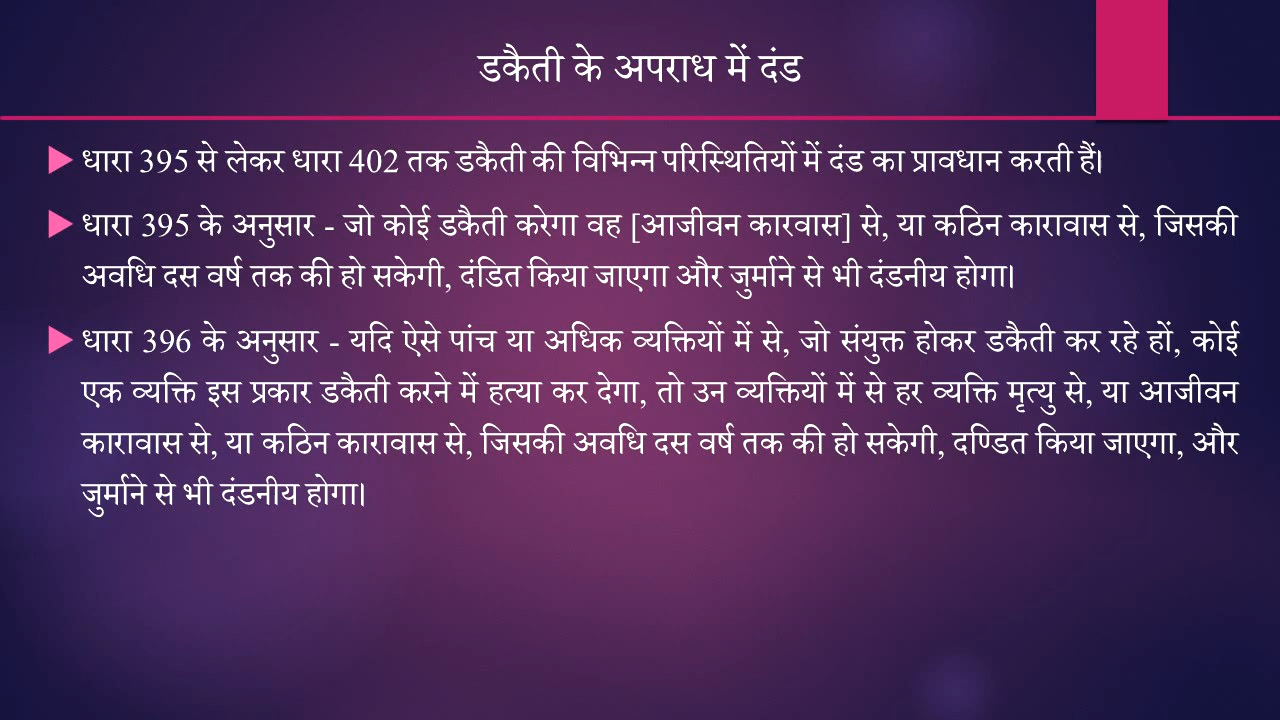 डकैती के अपराध में दंड
धारा 395 से लेकर धारा 402 तक डकैती की विभिन्न परिस्थितियों में दंड का प्रावधान करती हैं।
धारा 395 के अनुसार - जो कोई डकैती करेगा वह [आजीवन कारवास] से, या कठिन कारावास से, जिसकी
अवधि दस वर्ष तक की हो सकेगी, दंडित किया जाएगा और जुर्माने से भी दंडनीय होगा।
धारा 396 के अनुसार - यदि ऐसे पांच या अधिक व्यक्तियों में से, जो संयुक्त होकर डकैती कर रहे हों, कोई
एक व्यक्ति इस प्रकार डकैती करने में हत्या कर देगा, तो उन व्यक्तियों में से हर व्यक्ति मृत्यु से, या आजीवन
कारावास से, या कठिन कारावास से, जिसकी अवधि दस वर्ष तक की हो सकेगी, दण्डित किया जाएगा, और
जुर्माने से भी दंडनीय होगा।